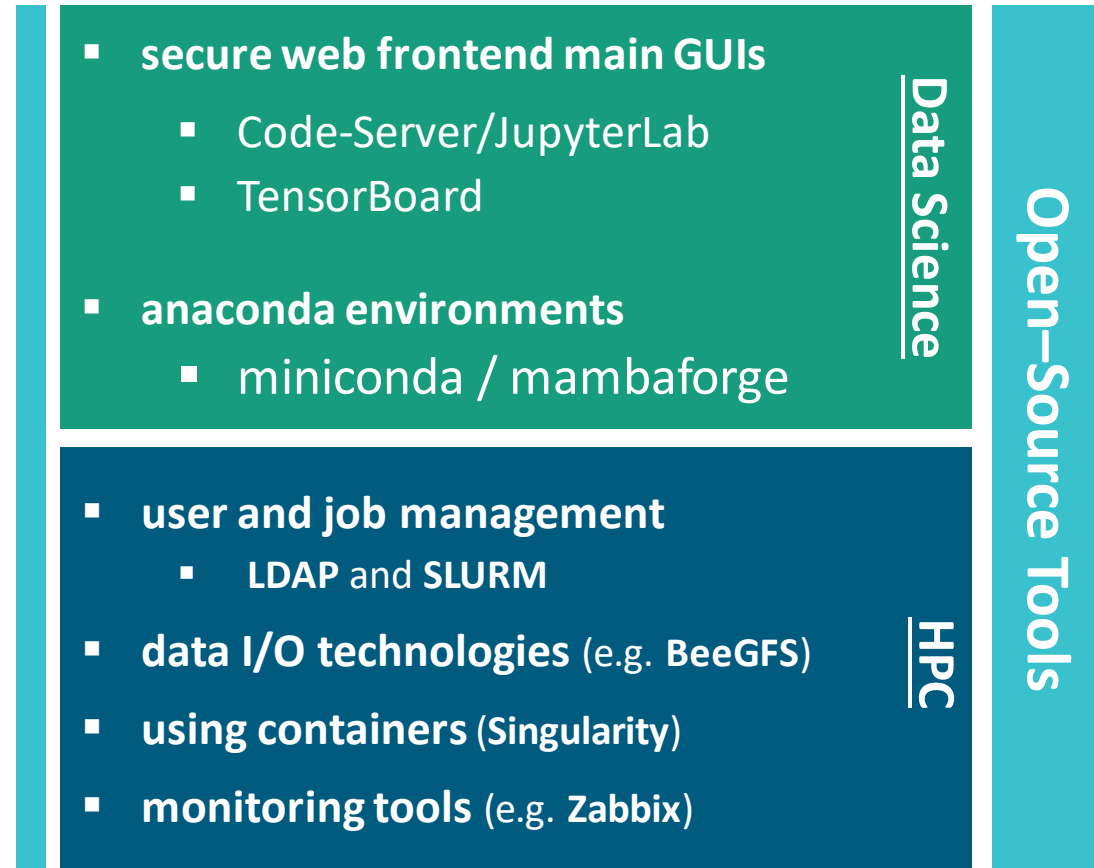 ▪ secure web frontend main GUIs
▪ Code-Server/JupyterLab
▪ TensorBoard
▪ anaconda environments
▪ miniconda / mambaforge
Data Science
▪ user and job management
▪ LDAP and SLURM
▪ data I/O technologies (e.g. BeeGFS)
▪ using containers (Singularity)
▪ monitoring tools (e.g. Zabbix)
HPC
Open–Source Tools